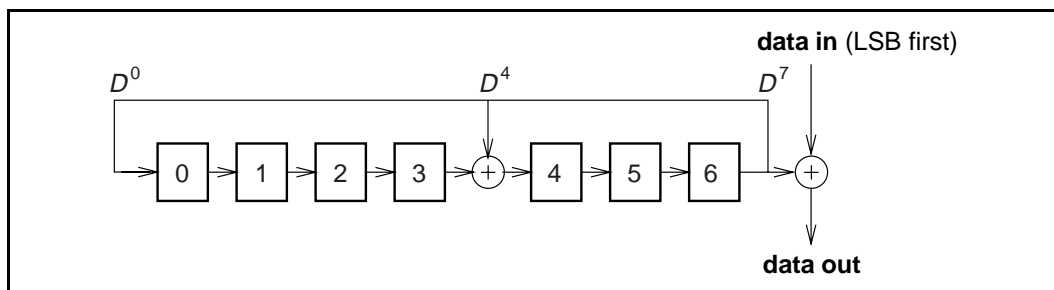 data in (LSB first)
D⁰ D⁴ D⁷
0 1 2 3 + 4 5 6 +
data out